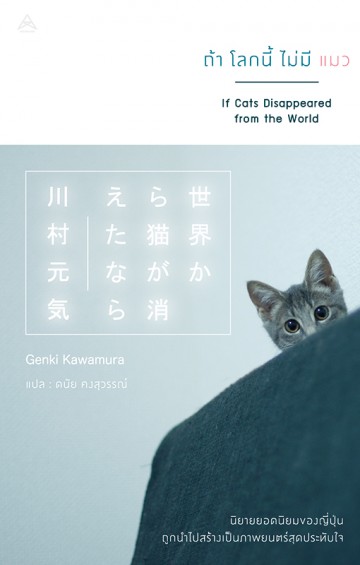 ถ้า โลกนี้ ไม่มี แมว
If Cats Disappeared
from the World
世界か
ら猫が消
えたなら
川村元気
Genki Kawamura
แปล : ดนัย คงสุวรรณ์
นิยายยอดนิยมของญี่ปุ่น
ถูกนำไปสร้างเป็นภาพยนตร์สุดประทับใจ